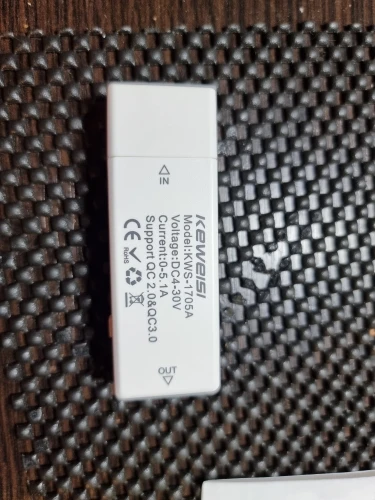 IN
KEWEISI
Model:KWS-1705A
Voltage:DC4-30V
Current:0-5.1A
Support QC 2.0&QC3.0
CE
RoHS
OUT